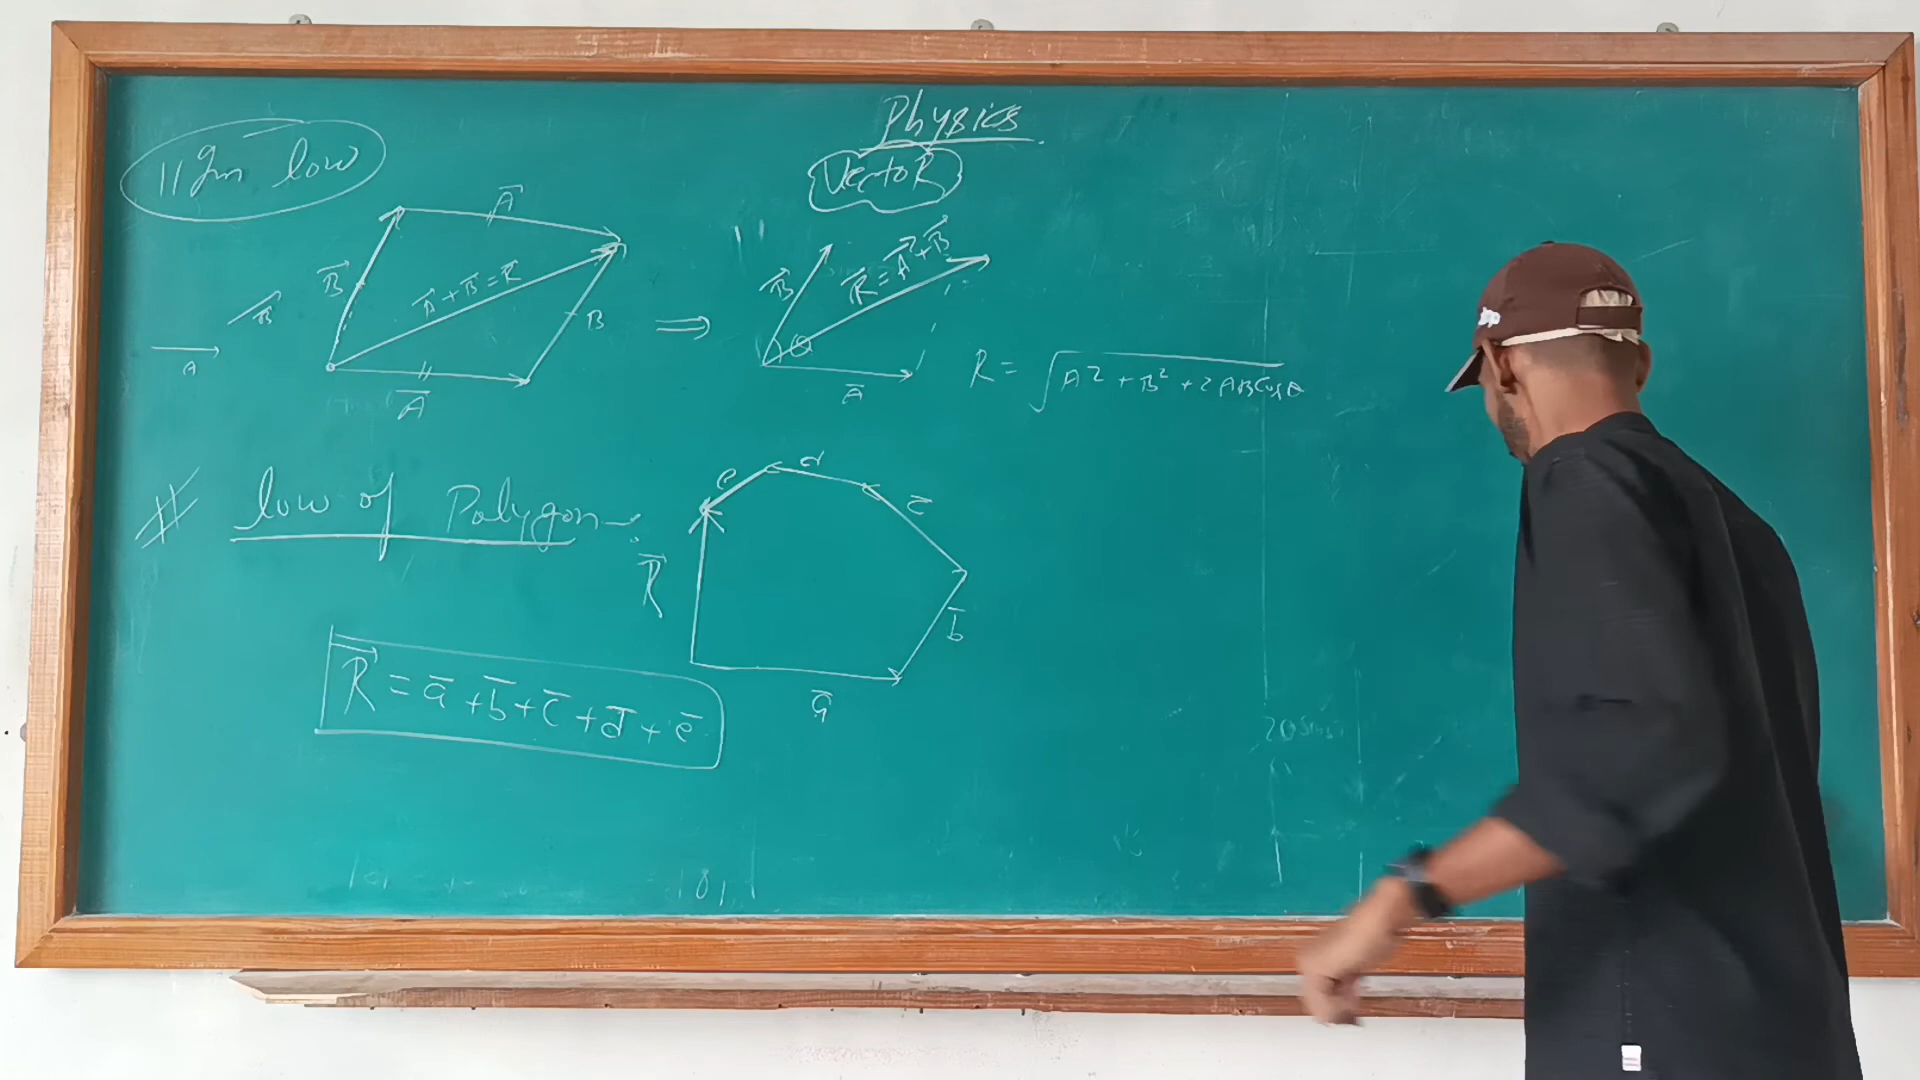 Physics
VectoR
11gm low
A⃗
B⃗
A⃗ + B⃗ = R⃗
B
A
B⃗
A̅
⇒
B⃗
R⃗ = A⃗ + B⃗
θ
A̅
R = √A² + B² + 2ABCosθ
# low of Polygon
e
d
c̅
b̅
a̅
R⃗
R⃗ = a̅ + b̅ + c̅ + d̅ + e̅